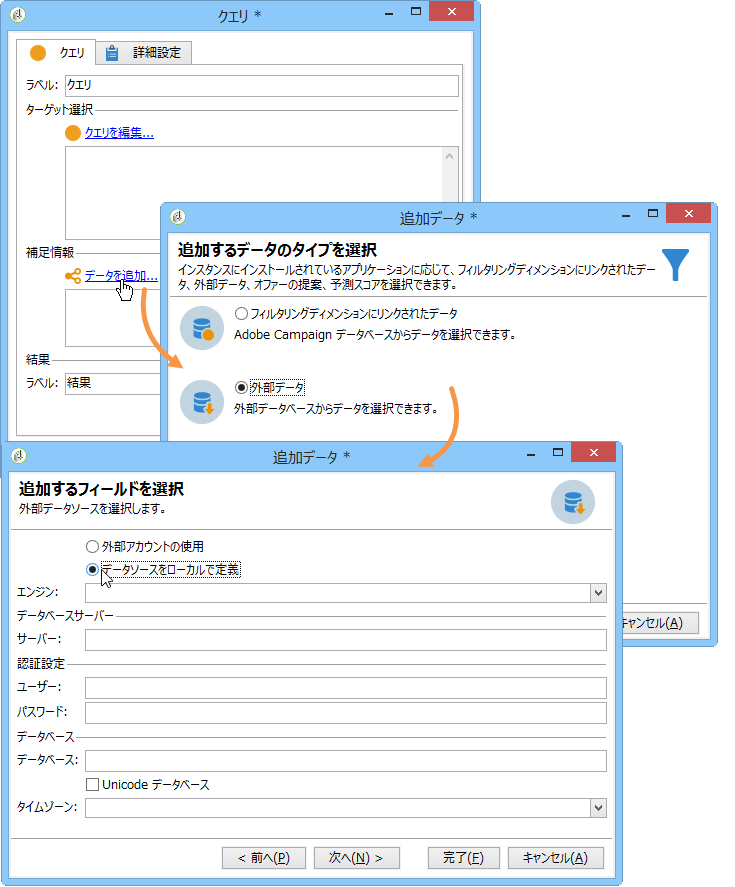 クエリ *
クエリ
詳細設定
ラベル: クエリ
ターゲット選択
クエリを編集...
補足情報
データを追加...
結果
ラベル: 結果
追加データ *
追加するデータのタイプを選択
インスタンスにインストールされているアプリケーションに応じて、フィルタリングディメンションにリンクされたデー
タ、外部データ、オファーの提案、予測スコアを選択できます。
フィルタリングディメンションにリンクされたデータ
Adobe Campaign データベースからデータを選択できます。
外部データ
外部データベースからデータを選択できます。
キャンセル(A)
追加データ *
追加するフィールドを選択
外部データソースを選択します。
外部アカウントの使用
データソースをローカルで定義
エンジン:
データベースサーバー
サーバー:
認証設定
ユーザー:
パスワード:
データベース
データベース:
Unicode データベース
タイムゾーン:
< 前へ(P)
次へ(N) >
完了(F)
キャンセル(A)